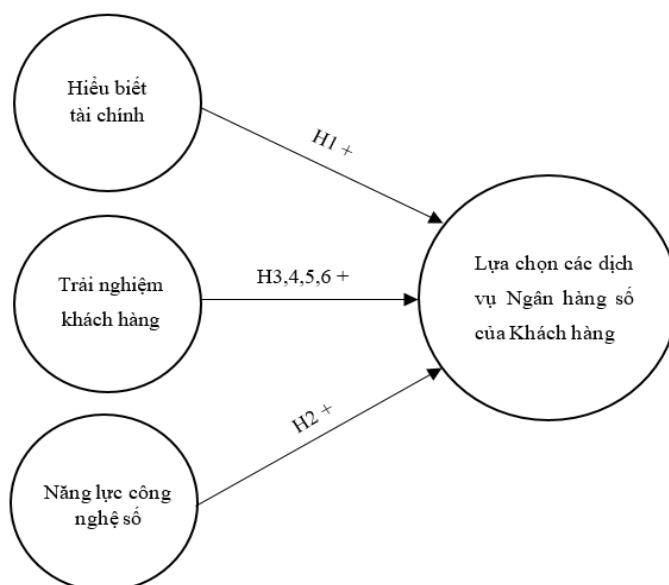 Hiểu biết
tài chính
H1 +
Trải nghiệm
khách hàng
H3,4,5,6 +
Lựa chọn các dịch
vụ Ngân hàng số
của Khách hàng
H2 +
Năng lực công
nghệ số